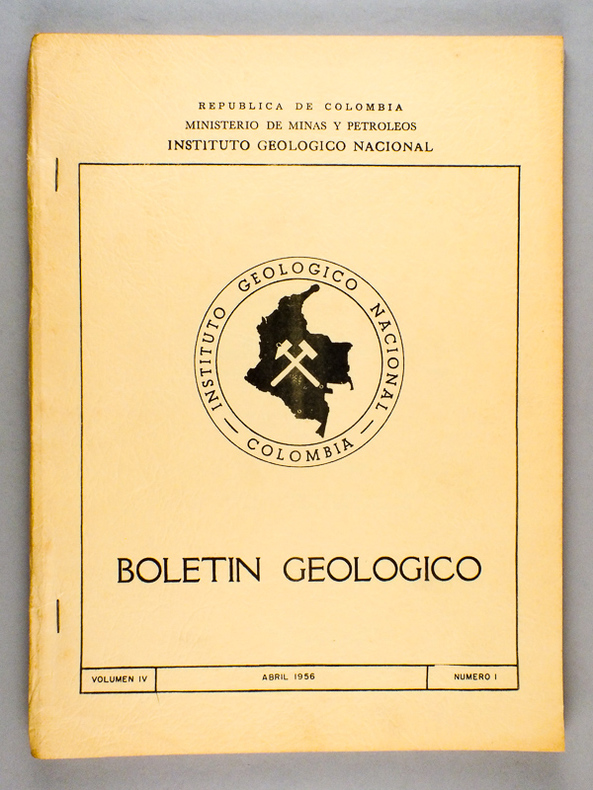 REPUBLICA DE COLOMBIA
MINISTERIO DE MINAS Y PETROLEOS
INSTITUTO GEOLOGICO NACIONAL
INSTITUTO GEOLOGICO NACIONAL
— COLOMBIA —
BOLETIN GEOLOGICO
VOLUMEN IV
ABRIL 1956
NUMERO I